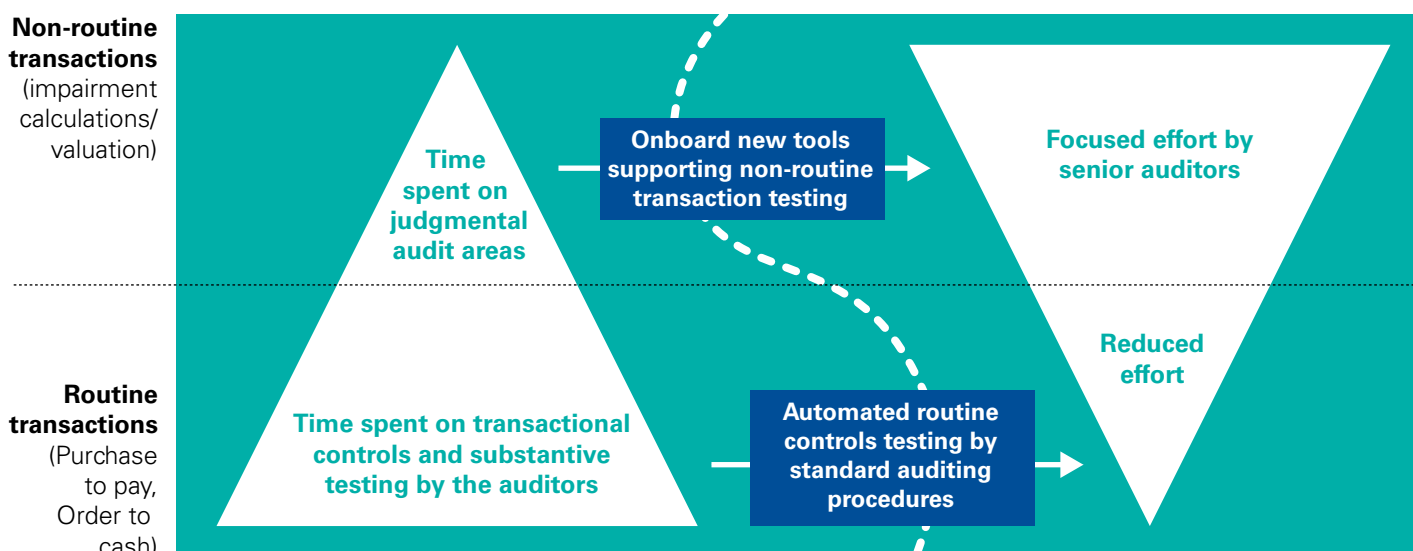 Non-routine
transactions
(impairment
calculations/
valuation)
Time
spent on
judgmental
audit areas
Onboard new tools
supporting non-routine
transaction testing
Focused effort by
senior auditors
Routine
transactions
(Purchase
to pay,
Order to
cash)
Time spent on transactional
controls and substantive
testing by the auditors
Automated routine
controls testing by
standard auditing
procedures
Reduced
effort